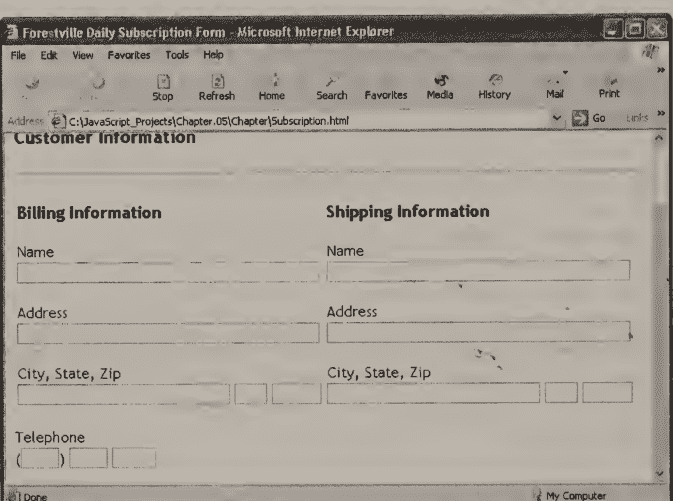 Forestville Daily Subscription Form - Microsoft Internet Explorer
File Edit View Favorites Tools Help
Stop Refresh Home Search Favorites Media History Mail Print
Address C:\JavaScript_Projects\Chapter.05\Chapter\Subscription.html Go Links
Customer Information
Billing Information Shipping Information
Name Name
Address Address
City, State, Zip City, State, Zip
Telephone
( )
Done My Computer